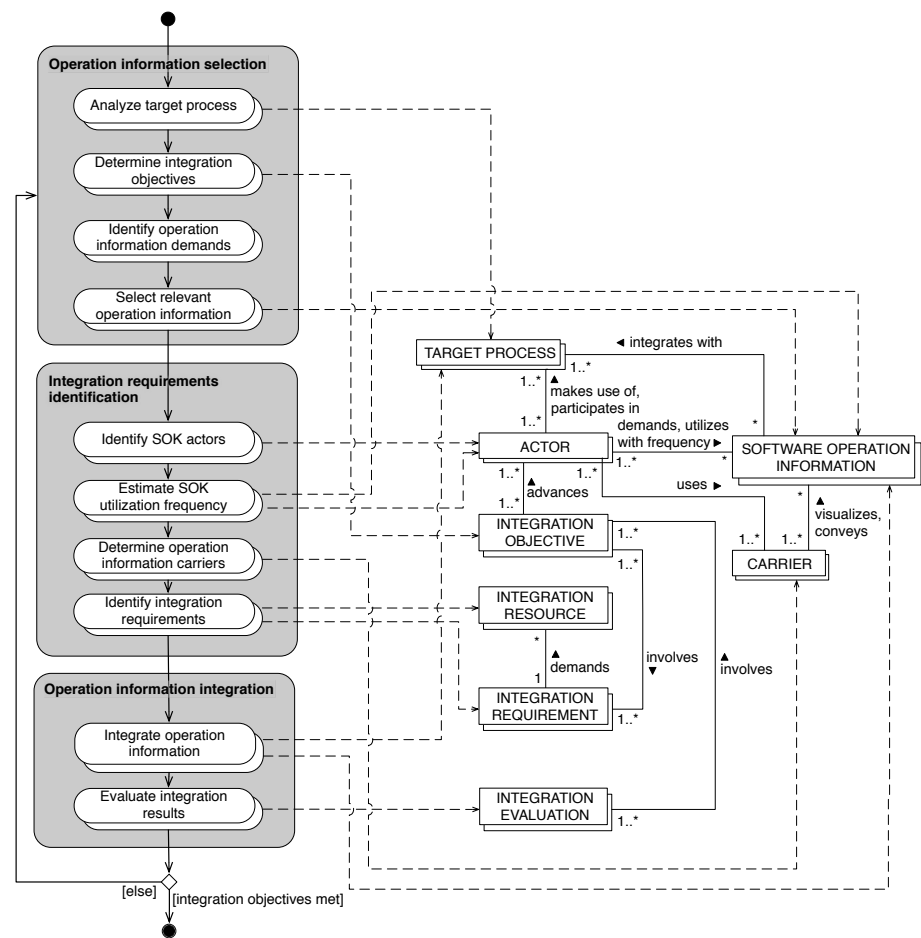 Operation information selection
Analyze target process
Determine integration
objectives
Identify operation
information demands
Select relevant
operation information
Integration requirements
identification
Identify SOK actors
Estimate SOK
utilization frequency
Determine operation
information carriers
Identify integration
requirements
Operation information integration
Integrate operation
information
Evaluate integration
results
[else]
[integration objectives met]
TARGET PROCESS
◄ integrates with
1..*
1..*
*
▲
makes use of,
participates in
1..*
ACTOR
demands, utilizes
with frequency ►
1..*
*
SOFTWARE OPERATION
INFORMATION
1..*
1..*
▲
advances
1..*
uses ►
*
▲
visualizes,
conveys
1..*
1..*
CARRIER
INTEGRATION
OBJECTIVE
1..*
1..*
INTEGRATION
RESOURCE
*
▲
demands
1
involves
▼
▲
involves
INTEGRATION
REQUIREMENT
1..*
INTEGRATION
EVALUATION
1..*